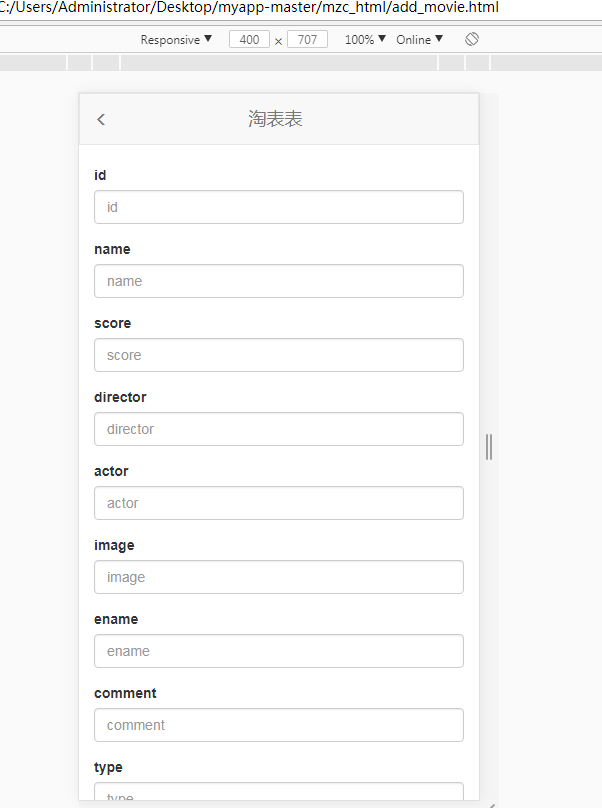 C:/Users/Administrator/Desktop/myapp-master/mzc_html/add_movie.html
Responsive ▼ 400 × 707 100% ▼ Online ▼
淘表表
id
id
name
name
score
score
director
director
actor
actor
image
image
ename
ename
comment
comment
type
type